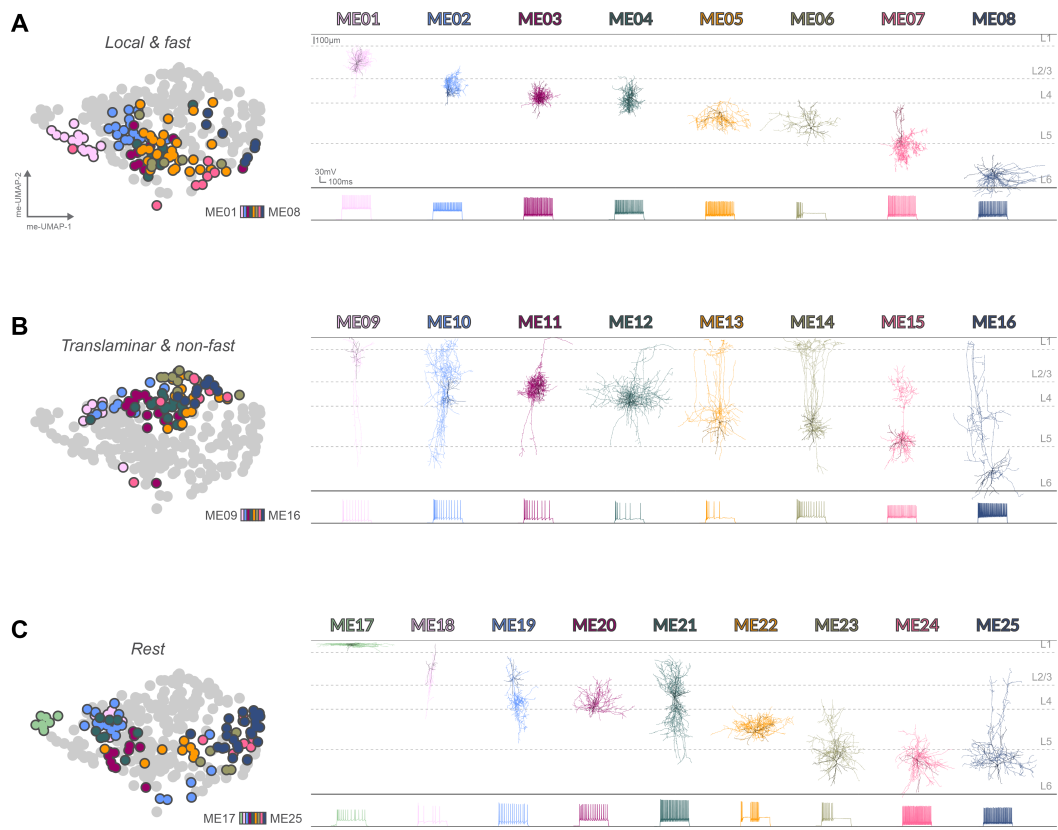 A
Local & fast
ME01 ME02 ME03 ME04 ME05 ME06 ME07 ME08
100µm
L1
L2/3
L4
L5
L6
30mV
100ms
me-UMAP-2
me-UMAP-1
ME01 ME08
B
Translaminar & non-fast
ME09 ME10 ME11 ME12 ME13 ME14 ME15 ME16
L1
L2/3
L4
L5
L6
ME09 ME16
C
Rest
ME17 ME18 ME19 ME20 ME21 ME22 ME23 ME24 ME25
L1
L2/3
L4
L5
L6
ME17 ME25